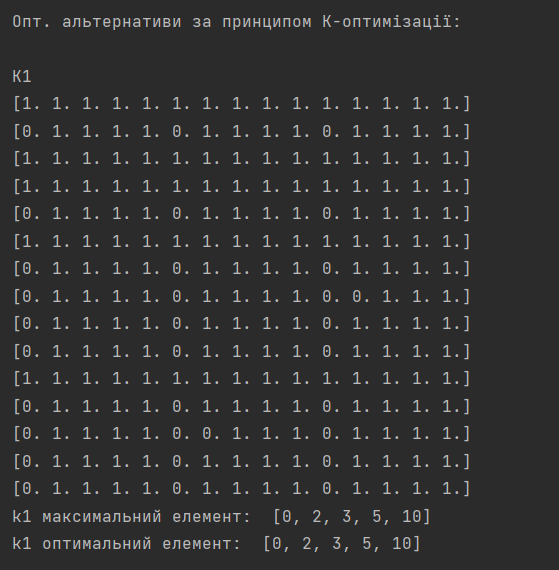 Опт. альтернативи за принципом К-оптимізації:
K1
[1. 1. 1. 1. 1. 1. 1. 1. 1. 1. 1. 1. 1. 1. 1.]
[0. 1. 1. 1. 1. 0. 1. 1. 1. 1. 0. 1. 1. 1. 1.]
[1. 1. 1. 1. 1. 1. 1. 1. 1. 1. 1. 1. 1. 1. 1.]
[1. 1. 1. 1. 1. 1. 1. 1. 1. 1. 1. 1. 1. 1. 1.]
[0. 1. 1. 1. 1. 0. 1. 1. 1. 1. 0. 1. 1. 1. 1.]
[1. 1. 1. 1. 1. 1. 1. 1. 1. 1. 1. 1. 1. 1. 1.]
[0. 1. 1. 1. 1. 0. 1. 1. 1. 1. 0. 1. 1. 1. 1.]
[0. 1. 1. 1. 1. 0. 1. 1. 1. 1. 0. 0. 1. 1. 1.]
[0. 1. 1. 1. 1. 0. 1. 1. 1. 1. 0. 1. 1. 1. 1.]
[0. 1. 1. 1. 1. 0. 1. 1. 1. 1. 0. 1. 1. 1. 1.]
[1. 1. 1. 1. 1. 1. 1. 1. 1. 1. 1. 1. 1. 1. 1.]
[0. 1. 1. 1. 1. 0. 1. 1. 1. 1. 0. 1. 1. 1. 1.]
[0. 1. 1. 1. 1. 0. 0. 1. 1. 1. 0. 1. 1. 1. 1.]
[0. 1. 1. 1. 1. 0. 1. 1. 1. 1. 0. 1. 1. 1. 1.]
[0. 1. 1. 1. 1. 0. 1. 1. 1. 1. 0. 1. 1. 1. 1.]
k1 максимальний елемент:  [0, 2, 3, 5, 10]
k1 оптимальний елемент:  [0, 2, 3, 5, 10]